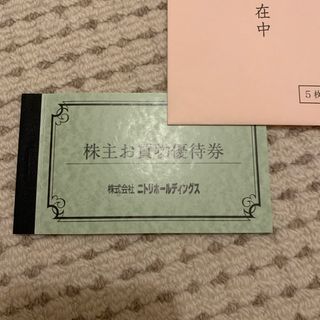 在中
5枚
株主お買物優待券
株式会社 ニトリホールディングス